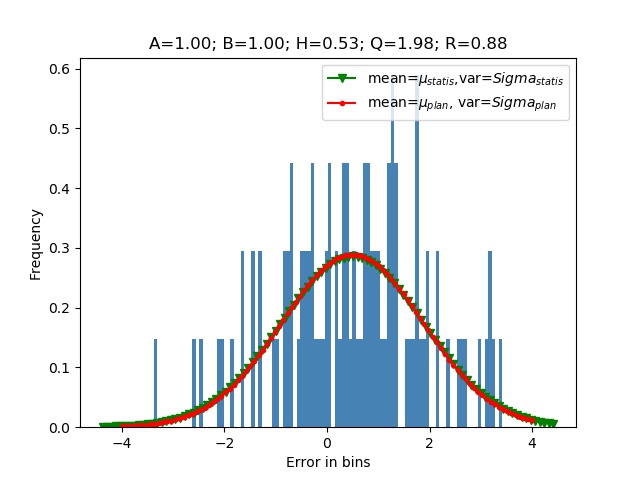 A=1.00; B=1.00; H=0.53; Q=1.98; R=0.88
mean=μstatis,var=Sigmastatis
mean=μplan, var=Sigmaplan
Frequency
0.6
0.5
0.4
0.3
0.2
0.1
0.0
−4 −2 0 2 4
Error in bins